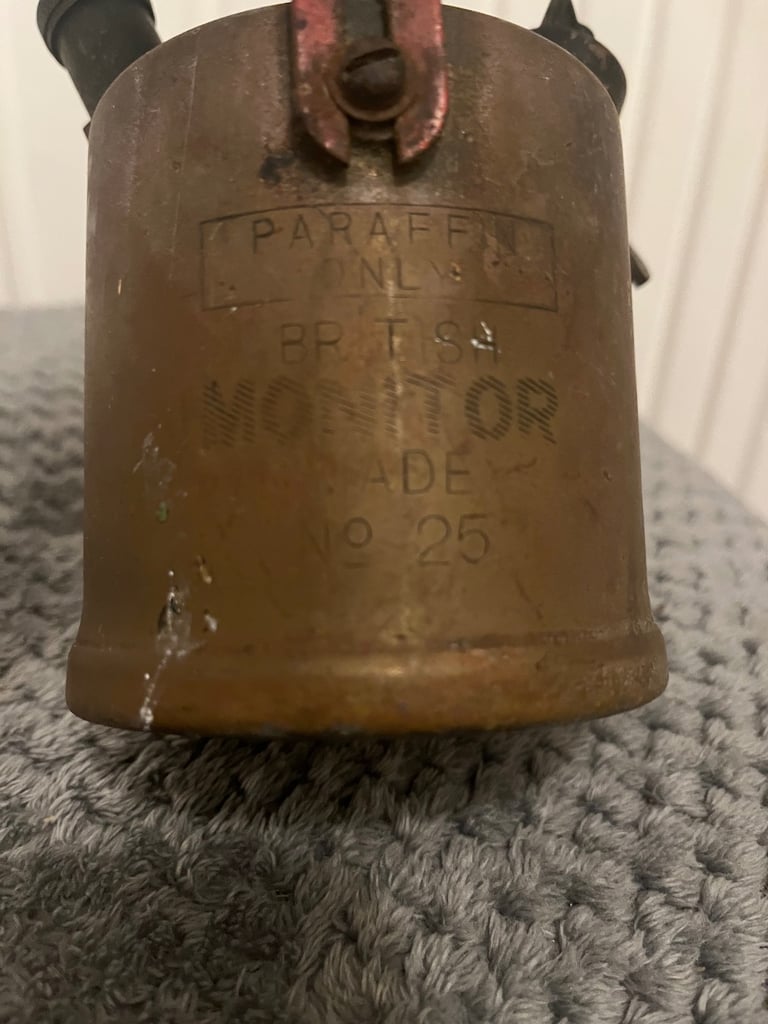 PARAFFIN
ONLY
BRITISH
MONITOR
MADE
Nº 25